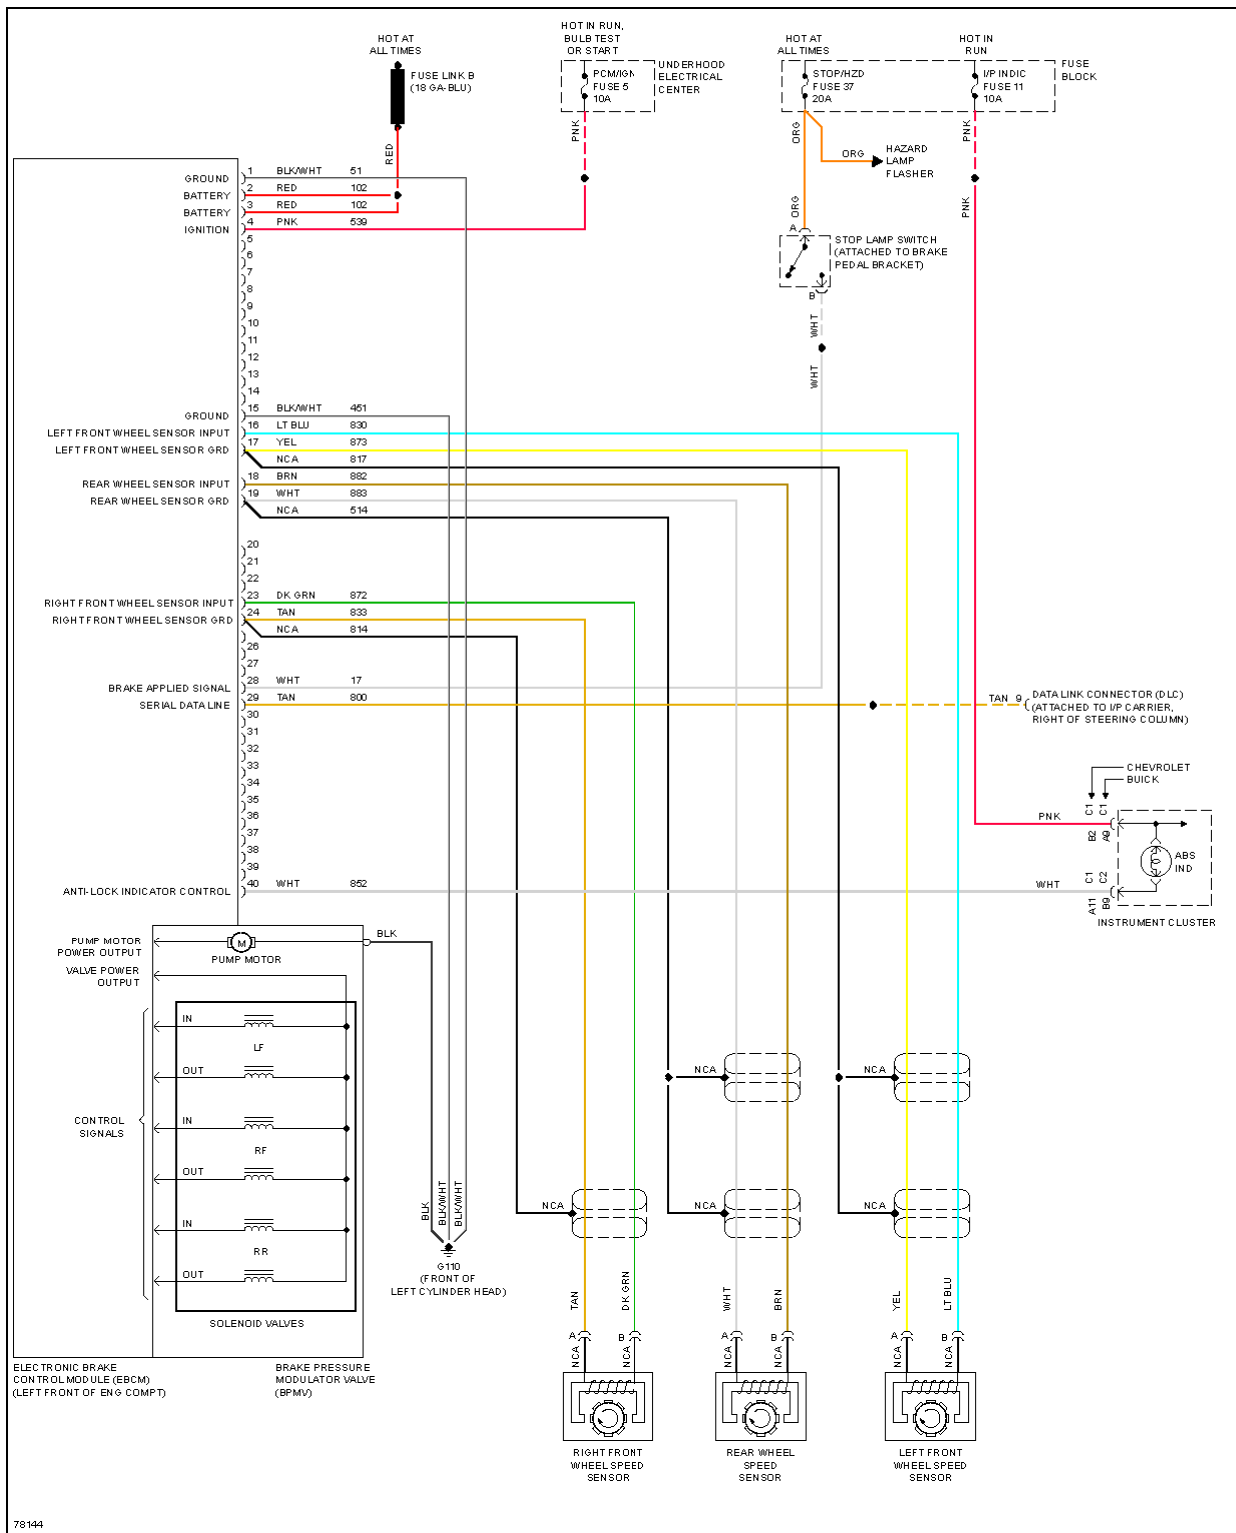 HOT AT
ALL TIMES
FUSE LINK B
(18 GA-BLU)
RED
HOT IN RUN,
BULB TEST
OR START
PCM/IGN
FUSE 5
10A
UNDERHOOD
ELECTRICAL
CENTER
PNK
HOT AT
ALL TIMES
HOT IN
RUN
STOP/HZD
FUSE 37
20A
I/P INDIC
FUSE 11
10A
FUSE
BLOCK
ORG
PNK
ORG
HAZARD
LAMP
FLASHER
ORG
PNK
A
STOP LAMP SWITCH
(ATTACHED TO BRAKE
PEDAL BRACKET)
B
WHT
WHT
GROUND 1 BLK/WHT 51
BATTERY 2 RED 102
BATTERY 3 RED 102
IGNITION 4 PNK 539
5
6
7
8
9
10
11
12
13
14
GROUND 15 BLK/WHT 451
LEFT FRONT WHEEL SENSOR INPUT 16 LT BLU 830
LEFT FRONT WHEEL SENSOR GRD 17 YEL 873
NCA 817
REAR WHEEL SENSOR INPUT 18 BRN 882
REAR WHEEL SENSOR GRD 19 WHT 883
NCA 514
20
21
22
RIGHT FRONT WHEEL SENSOR INPUT 23 DK GRN 872
RIGHT FRONT WHEEL SENSOR GRD 24 TAN 833
NCA 814
26
27
BRAKE APPLIED SIGNAL 28 WHT 17
SERIAL DATA LINE 29 TAN 800
30
31
32
33
34
35
36
37
38
39
ANTI-LOCK INDICATOR CONTROL 40 WHT 852
TAN 9
DATA LINK CONNECTOR (DLC)
(ATTACHED TO I/P CARRIER,
RIGHT OF STEERING COLUMN)
CHEVROLET
BUICK
C1 C1
PNK
B2 A9
ABS
IND
C1 C2
WHT
A11 B9
INSTRUMENT CLUSTER
PUMP MOTOR
POWER OUTPUT
M
PUMP MOTOR
BLK
VALVE POWER
OUTPUT
IN
LF
OUT
CONTROL
SIGNALS
IN
RF
OUT
IN
RR
OUT
SOLENOID VALVES
ELECTRONIC BRAKE
CONTROL MODULE (EBCM)
(LEFT FRONT OF ENG COMPT)
BRAKE PRESSURE
MODULATOR VALVE
(BPMV)
BLK
BLK/WHT
BLK/WHT
G110
(FRONT OF
LEFT CYLINDER HEAD)
NCA
NCA
NCA
NCA
NCA
TAN
DK GRN
WHT
BRN
YEL
LT BLU
A
B
A
B
A
B
NCA
NCA
NCA
NCA
NCA
NCA
RIGHT FRONT
WHEEL SPEED
SENSOR
REAR WHEEL
SPEED
SENSOR
LEFT FRONT
WHEEL SPEED
SENSOR
78144